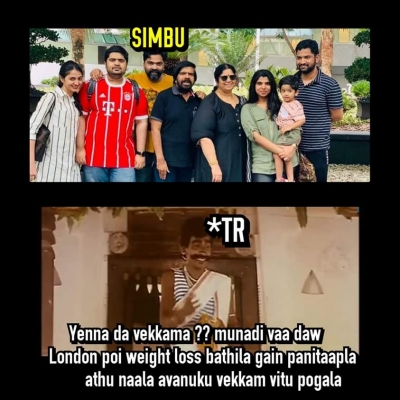 SIMBU
*TR
Yenna da vekkama ?? munadi vaa daw
London poi weight loss bathila gain panitaapla
athu naala avanuku vekkam vitu pogala